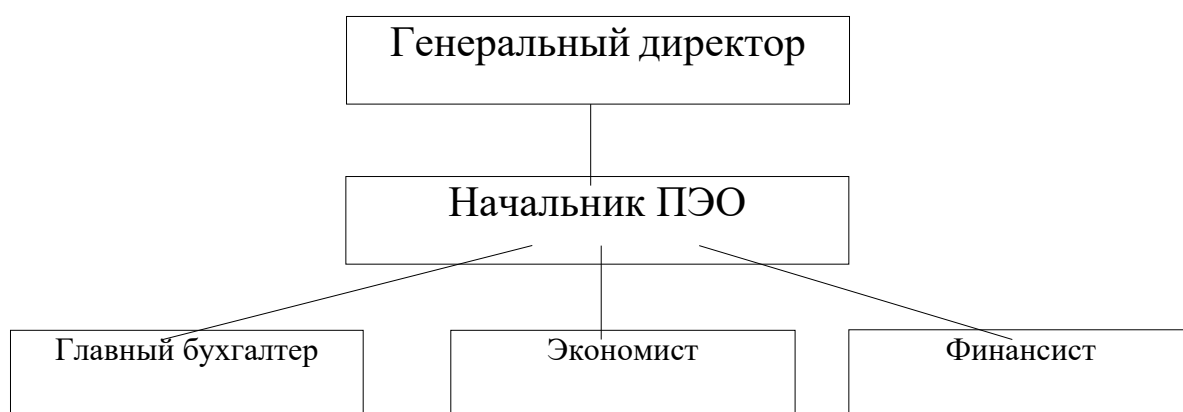 Генеральный директор
Начальник ПЭО
Главный бухгалтер
Экономист
Финансист